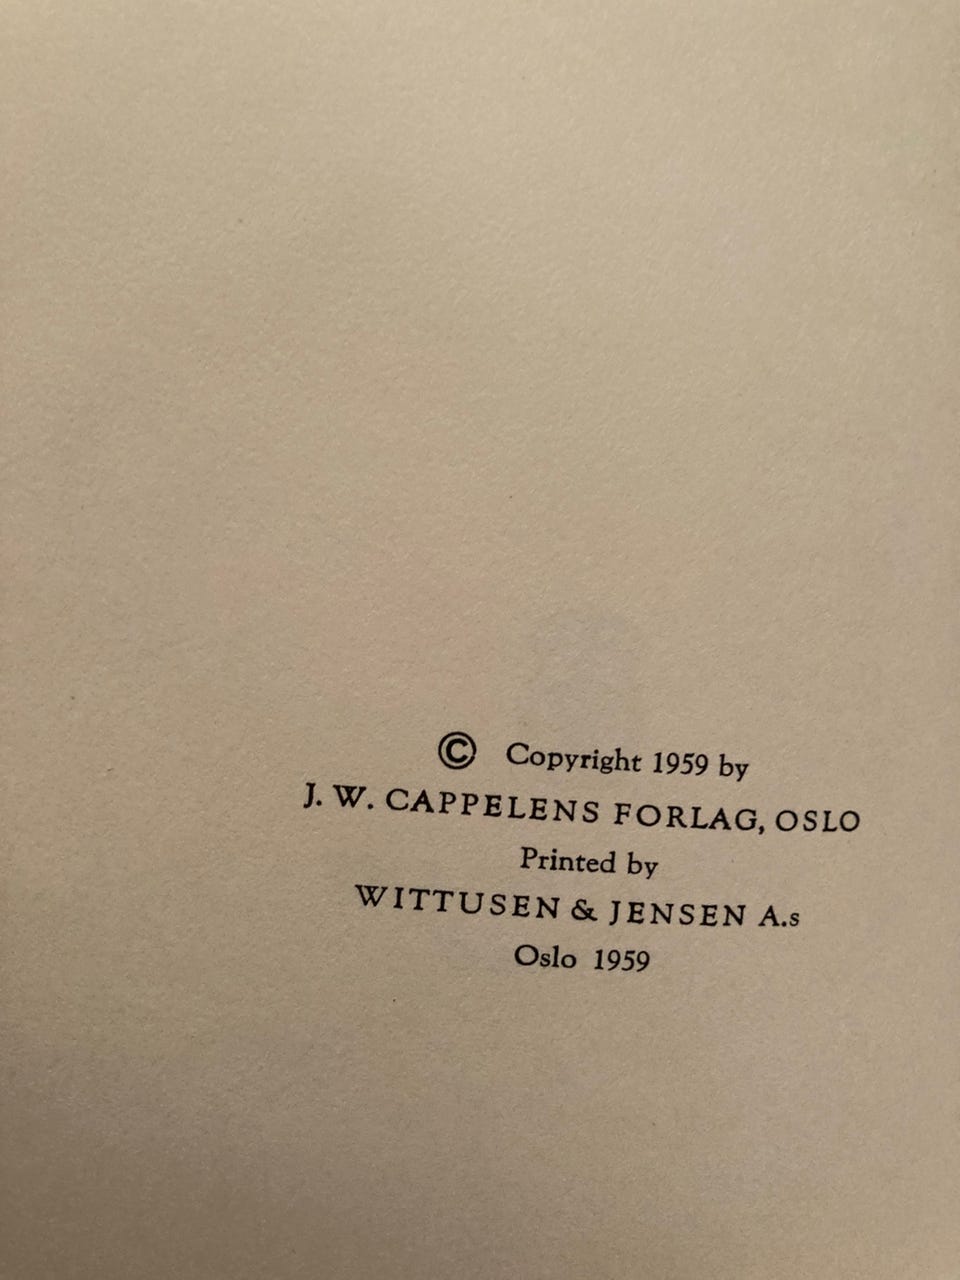 © Copyright 1959 by
J. W. CAPPELENS FORLAG, OSLO
Printed by
WITTUSEN & JENSEN A.s
Oslo 1959